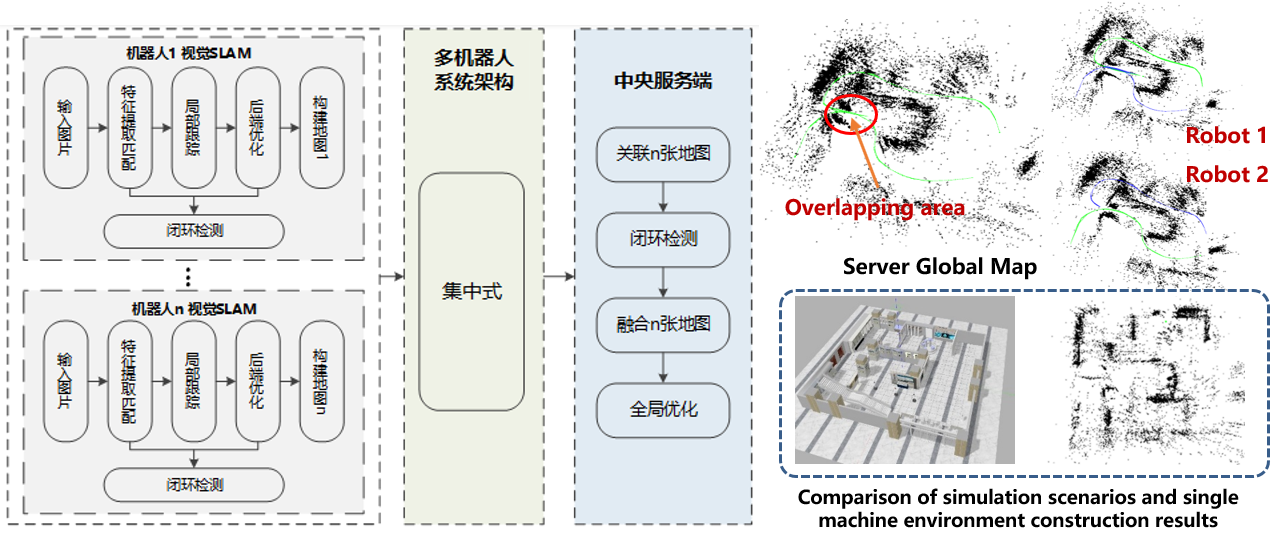 机器人1 视觉SLAM
输入图片
特征提取匹配
局部跟踪
后端优化
构建地图1
闭环检测
机器人n 视觉SLAM
输入图片
特征提取匹配
局部跟踪
后端优化
构建地图n
闭环检测
多机器人
系统架构
集中式
中央服务端
关联n张地图
闭环检测
融合n张地图
全局优化
Overlapping area
Server Global Map
Robot 1
Robot 2
Comparison of simulation scenarios and single
machine environment construction results